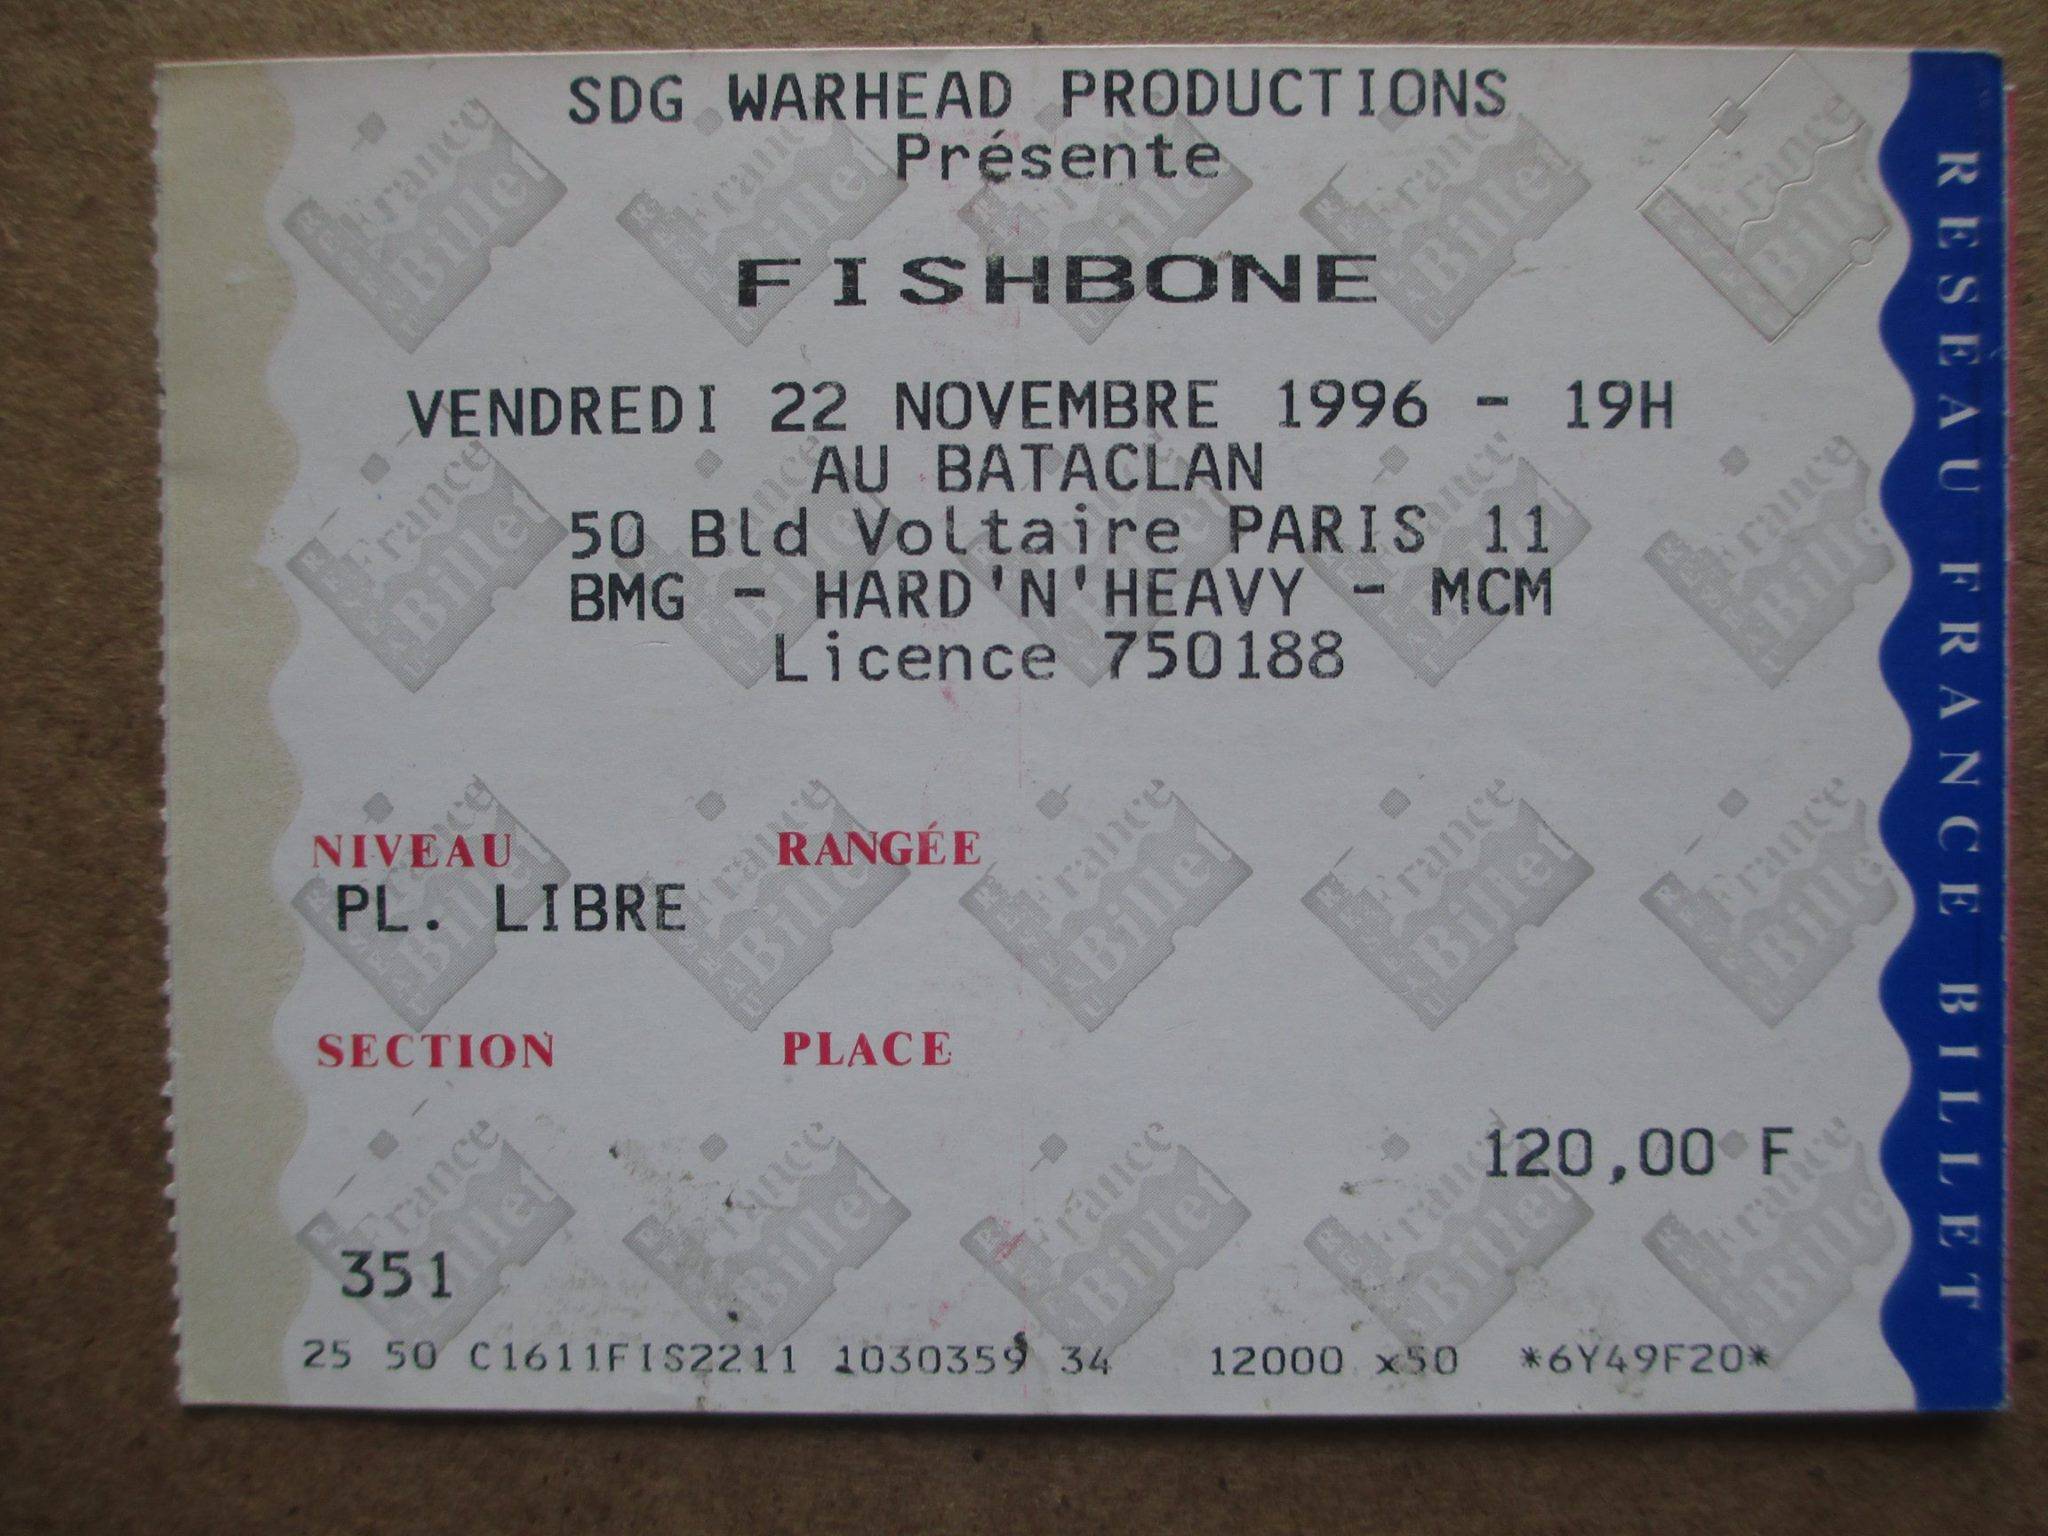 SDG WARHEAD PRODUCTIONS
Présente
FISHBONE
VENDREDI 22 NOVEMBRE 1996 - 19H
AU BATACLAN
50 Bld Voltaire PARIS 11
BMG - HARD'N'HEAVY - MCM
Licence 750188
NIVEAU RANGÉE
PL. LIBRE
SECTION PLACE
120,00 F
351
25 50 C1611FIS2211 1030359 34 12000 x50 *6Y49F20*
RESEAU FRANCE BILLET